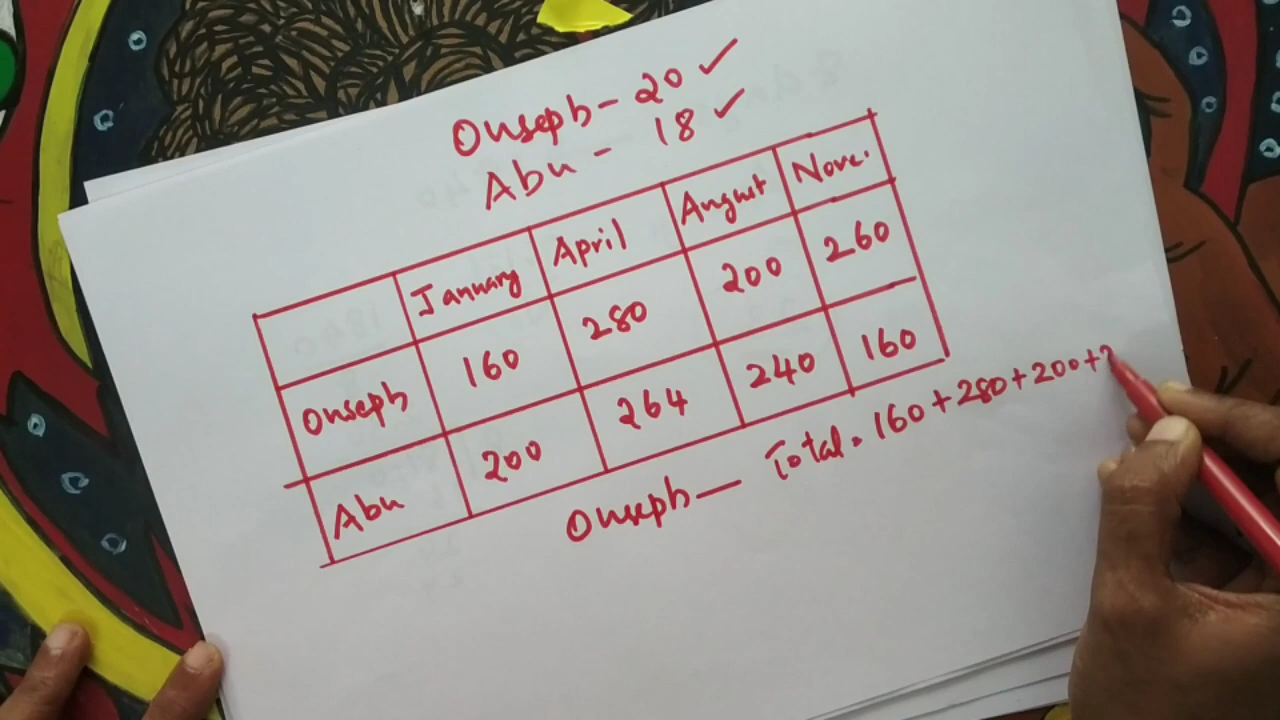 Ouseph - 20 ✓
Abu - 18 ✓
January April August Nove.
Ouseph 160 280 200 260
Abu 200 264 240 160
Ouseph — Total = 160 + 280 + 200 + 2